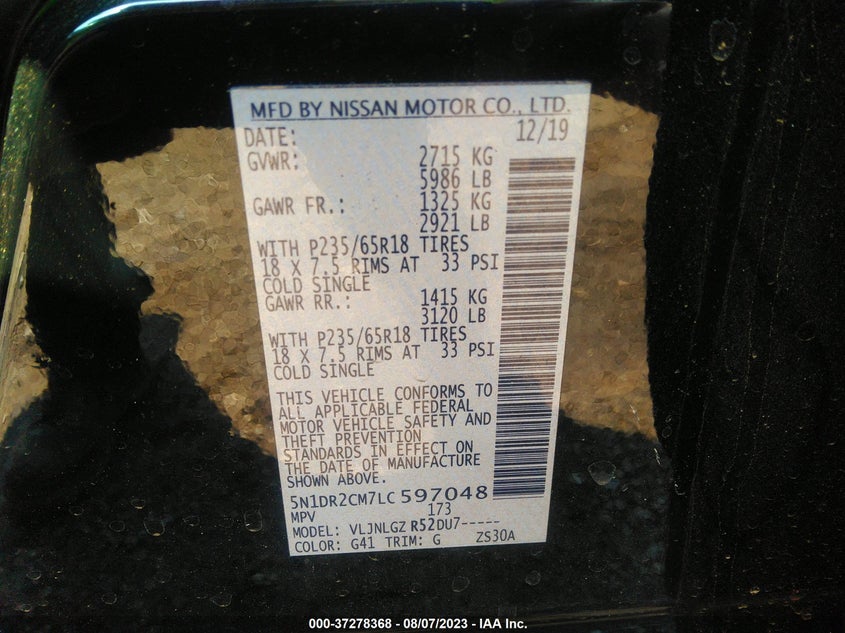 MFD BY NISSAN MOTOR CO., LTD.
DATE: 12/19
GVWR: 2715 KG
5986 LB
GAWR FR.: 1325 KG
2921 LB
WITH P235/65R18 TIRES
18 X 7.5 RIMS AT 33 PSI
COLD SINGLE
GAWR RR.: 1415 KG
3120 LB
WITH P235/65R18 TIRES
18 X 7.5 RIMS AT 33 PSI
COLD SINGLE
THIS VEHICLE CONFORMS TO
ALL APPLICABLE FEDERAL
MOTOR VEHICLE SAFETY AND
THEFT PREVENTION
STANDARDS IN EFFECT ON
THE DATE OF MANUFACTURE
SHOWN ABOVE.
5N1DR2CM7LC597048
MPV 173
MODEL: VLJNLGZ R52DU7-----
COLOR: G41 TRIM: G ZS30A
000-37278368 - 08/07/2023 - IAA Inc.